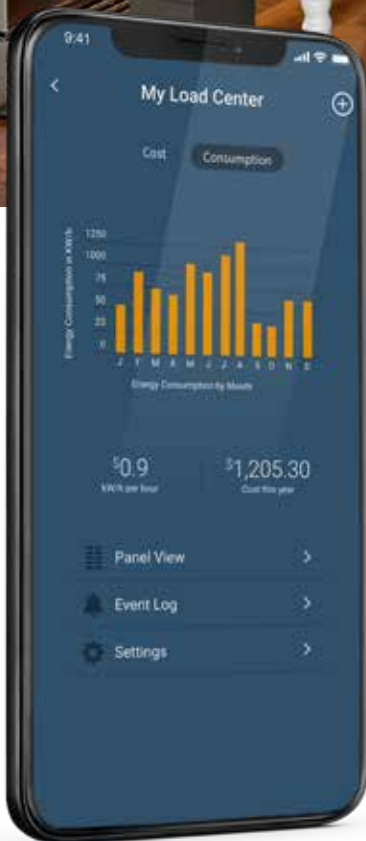 9:41
My Load Center
Cost Consumption
Energy Consumption in KW/h
1250
1000
75
50
25
0
J F M A M J J A S O N D
Energy Consumption by Month
$0.9 $1,205.30
kW/h per hour Cost this year
Panel View
Event Log
Settings